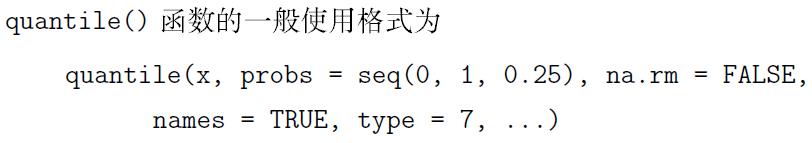 quantile() 函数的一般使用格式为
quantile(x, probs = seq(0, 1, 0.25), na.rm = FALSE,
names = TRUE, type = 7, ...)